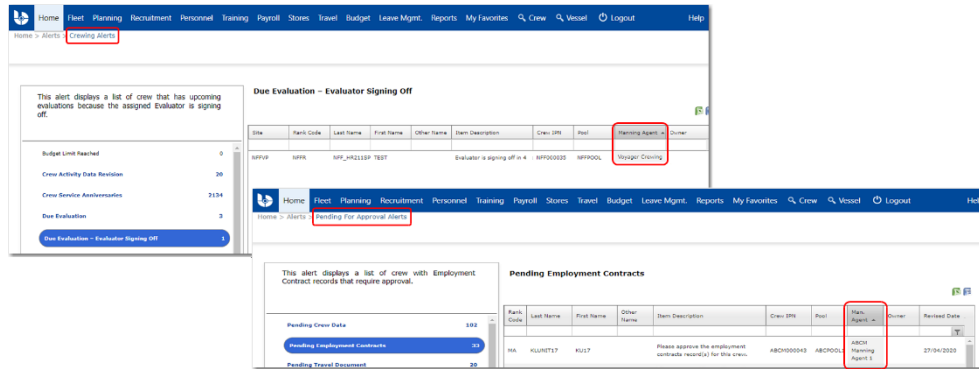 Home Fleet Planning Recruitment Personnel Training Payroll Stores Travel Budget Leave Mgmt. Reports My Favorites Crew Vessel Logout Help
Home > Alerts > Crewing Alerts
This alert displays a list of crew that has upcoming
evaluations because the assigned Evaluator is signing
off.
Budget Limit Reached 0
Crew Activity Data Revision 20
Crew Service Anniversaries 2134
Due Evaluation 3
Due Evaluation – Evaluator Signing Off 1
Due Evaluation – Evaluator Signing Off
Site Rank Code Last Name First Name Other Name Item Description Crew IPN Pool Manning Agent Owner
NFFVP NFFR NFF_HR211EP TEST Evaluator is signing off in 4 NFF000035 NFFPOOL Voyager Crewing
Home Fleet Planning Recruitment Personnel Training Payroll Stores Travel Budget Leave Mgmt. Reports My Favorites Crew Vessel Logout Hel
Home > Alerts > Pending For Approval Alerts
This alert displays a list of crew with Employment
Contract records that require approval.
Pending Crew Data 102
Pending Employment Contracts 33
Pending Travel Document 20
Pending Employment Contracts
Rank Code Last Name First Name Other Name Item Description Crew IPN Pool Man. Agent Owner Revised Date
MA KLUNIT17 KU17 Please approve the employment contracts record(s) for this crew. ABCM000043 ABCPOOL1 ABCM Manning Agent 1 27/04/2020